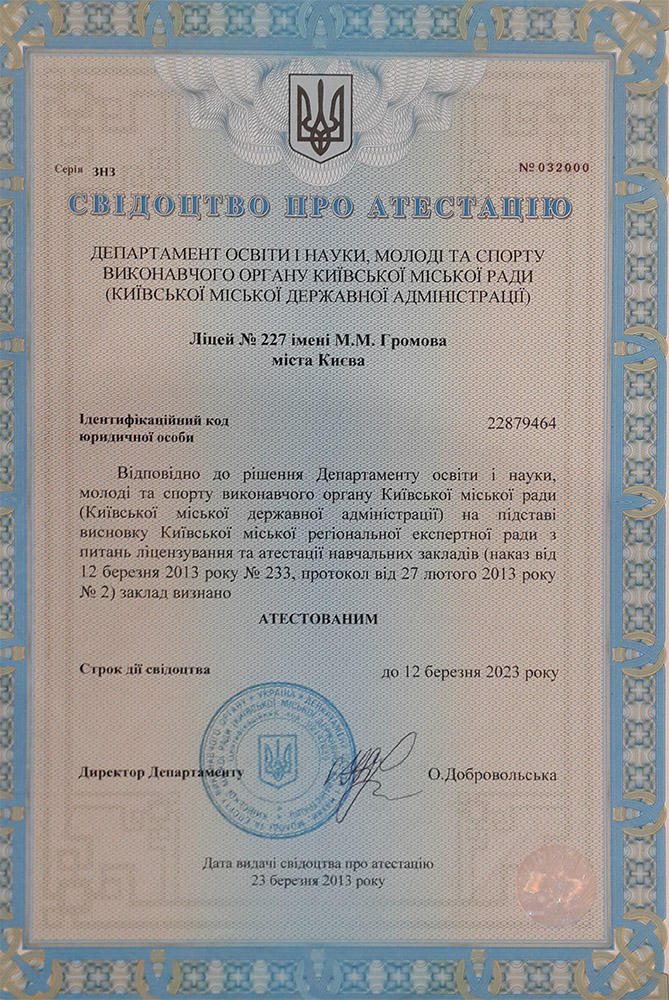 Серія ЗНЗ
№ 032000
СВІДОЦТВО ПРО АТЕСТАЦІЮ
ДЕПАРТАМЕНТ ОСВІТИ І НАУКИ, МОЛОДІ ТА СПОРТУ
ВИКОНАВЧОГО ОРГАНУ КИЇВСЬКОЇ МІСЬКОЇ РАДИ
(КИЇВСЬКОЇ МІСЬКОЇ ДЕРЖАВНОЇ АДМІНІСТРАЦІЇ)
Ліцей № 227 імені М.М. Громова
міста Києва
Ідентифікаційний код
юридичної особи
22879464
Відповідно до рішення Департаменту освіти і науки,
молоді та спорту виконавчого органу Київської міської ради
(Київської міської державної адміністрації) на підставі
висновку Київської міської регіональної експертної ради з
питань ліцензування та атестації навчальних закладів (наказ від
12 березня 2013 року № 233, протокол від 27 лютого 2013 року
№ 2) заклад визнано
АТЕСТОВАНИМ
Строк дії свідоцтва
до 12 березня 2023 року
УКРАЇНА
Директор Департаменту
О.Добровольська
Дата видачі свідоцтва про атестацію
23 березня 2013 року